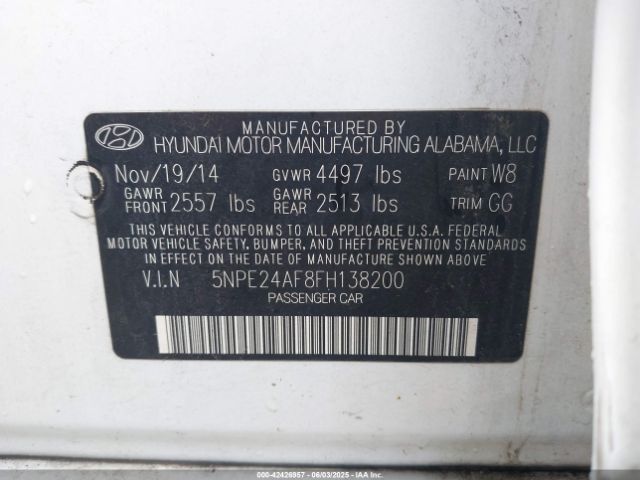 MANUFACTURED BY
HYUNDAI MOTOR MANUFACTURING ALABAMA, LLC
Nov/19/14 GVWR 4497 lbs PAINT W8
GAWR FRONT 2557 lbs GAWR REAR 2513 lbs TRIM GG
THIS VEHICLE CONFORMS TO ALL APPLICABLE U.S.A. FEDERAL
MOTOR VEHICLE SAFETY, BUMPER, AND THEFT PREVENTION STANDARDS
IN EFFECT ON THE DATE OF MANUFACTURE SHOWN ABOVE.
V.I.N 5NPE24AF8FH138200
PASSENGER CAR
000-42426957 - 06/03/2025 - IAA Inc.